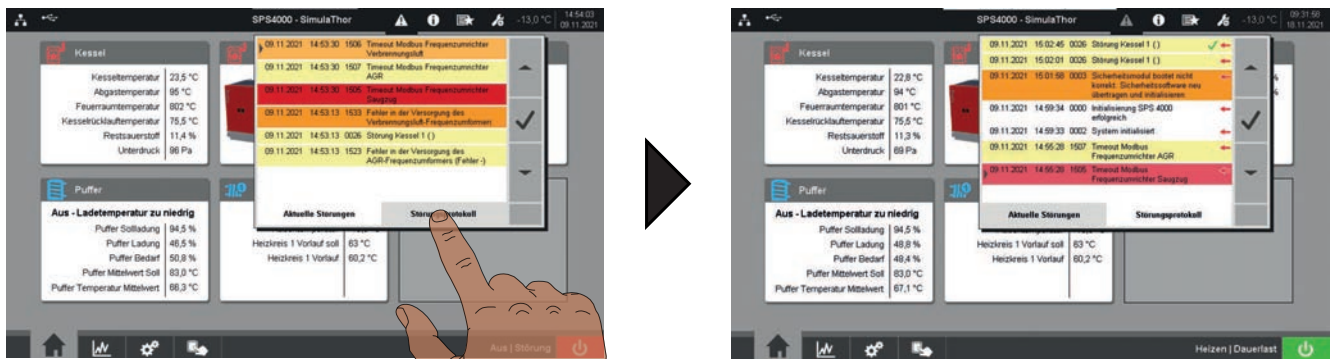 SPS4000 - SimulaThor
-13,0 °C
14:54:03
09.11.2021
Kessel
Kesseltemperatur 23,5 °C
Abgastemperatur 95 °C
Feuerraumtemperatur 802 °C
Kesselrücklauftemperatur 75,5 °C
Restsauerstoff 11,4 %
Unterdruck 96 Pa
09.11.2021 14:53:30 1506 Timeout Modbus Frequenzumrichter
Verbrennungsluft
09.11.2021 14:53:30 1507 Timeout Modbus Frequenzumrichter
AGR
09.11.2021 14:53:30 1505 Timeout Modbus Frequenzumrichter
Saugzug
09.11.2021 14:53:13 1533 Fehler in der Versorgung des
Verbrennungsluft-Frequenzumformers
09.11.2021 14:53:13 0026 Störung Kessel 1 ( )
09.11.2021 14:53:13 1523 Fehler in der Versorgung des
AGR-Frequenzumformers (Fehler -)
Aktuelle Störungen
Störungsprotokoll
Puffer
Aus - Ladetemperatur zu niedrig
Puffer Sollladung 94,5 %
Puffer Ladung 46,5 %
Puffer Bedarf 50,8 %
Puffer Mittelwert Soll 83,0 °C
Puffer Temperatur Mittelwert 66,3 °C
Heizkreis 1 Vorlauf soll 63 °C
Heizkreis 1 Vorlauf 60,2 °C
Aus | Störung
SPS4000 - SimulaThor
-13,0 °C
09:31:50
18.11.2021
Kessel
Kesseltemperatur 22,8 °C
Abgastemperatur 94 °C
Feuerraumtemperatur 801 °C
Kesselrücklauftemperatur 75,5 °C
Restsauerstoff 11,3 %
Unterdruck 69 Pa
09.11.2021 15:02:45 0026 Störung Kessel 1 ( )
09.11.2021 15:02:01 0026 Störung Kessel 1 ( )
09.11.2021 15:01:58 0003 Sicherheitsmodul bootet nicht
korrekt. Sicherheitssoftware neu
übertragen und initialisieren
09.11.2021 14:59:34 0000 Initialisierung SPS 4000
erfolgreich
09.11.2021 14:59:33 0002 System initialisiert
09.11.2021 14:55:28 1507 Timeout Modbus
Frequenzumrichter AGR
09.11.2021 14:55:28 1505 Timeout Modbus
Frequenzumrichter Saugzug
Aktuelle Störungen
Störungsprotokoll
Puffer
Aus - Ladetemperatur zu niedrig
Puffer Sollladung 94,5 %
Puffer Ladung 48,8 %
Puffer Bedarf 48,4 %
Puffer Mittelwert Soll 83,0 °C
Puffer Temperatur Mittelwert 67,1 °C
Heizkreis 1 Vorlauf soll 63 °C
Heizkreis 1 Vorlauf 60,2 °C
Heizen | Dauerlast